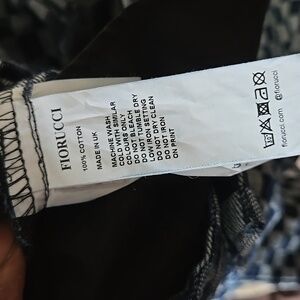 FIORUCCI
100% COTTON
MADE IN UK
MACHINE WASH
COLD WITH SIMILAR
COLOURS ONLY
DO NOT BLEACH
DO NOT TUMBLE DRY
LOW IRON SETTING
DO NOT DRY CLEAN
DO NOT IRON
ON PRINT
fiorucci.com
@fiorucci